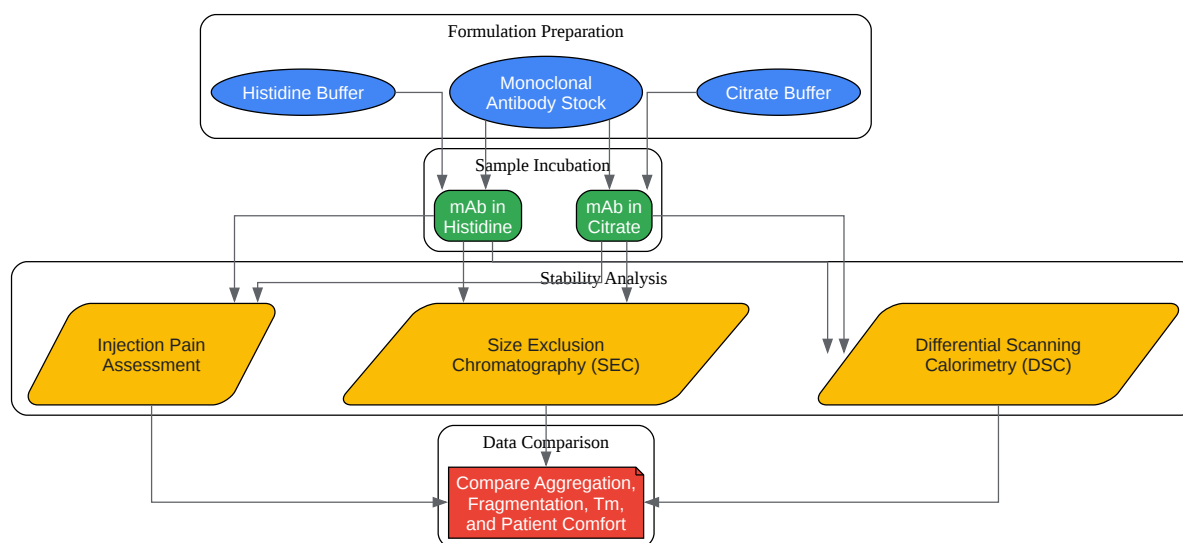 Formulation Preparation
Histidine Buffer
Monoclonal
Antibody Stock
Citrate Buffer
Sample Incubation
mAb in
Histidine
mAb in
Citrate
Stability Analysis
Injection Pain
Assessment
Size Exclusion
Chromatography (SEC)
Differential Scanning
Calorimetry (DSC)
Data Comparison
Compare Aggregation,
Fragmentation, Tm,
and Patient Comfort